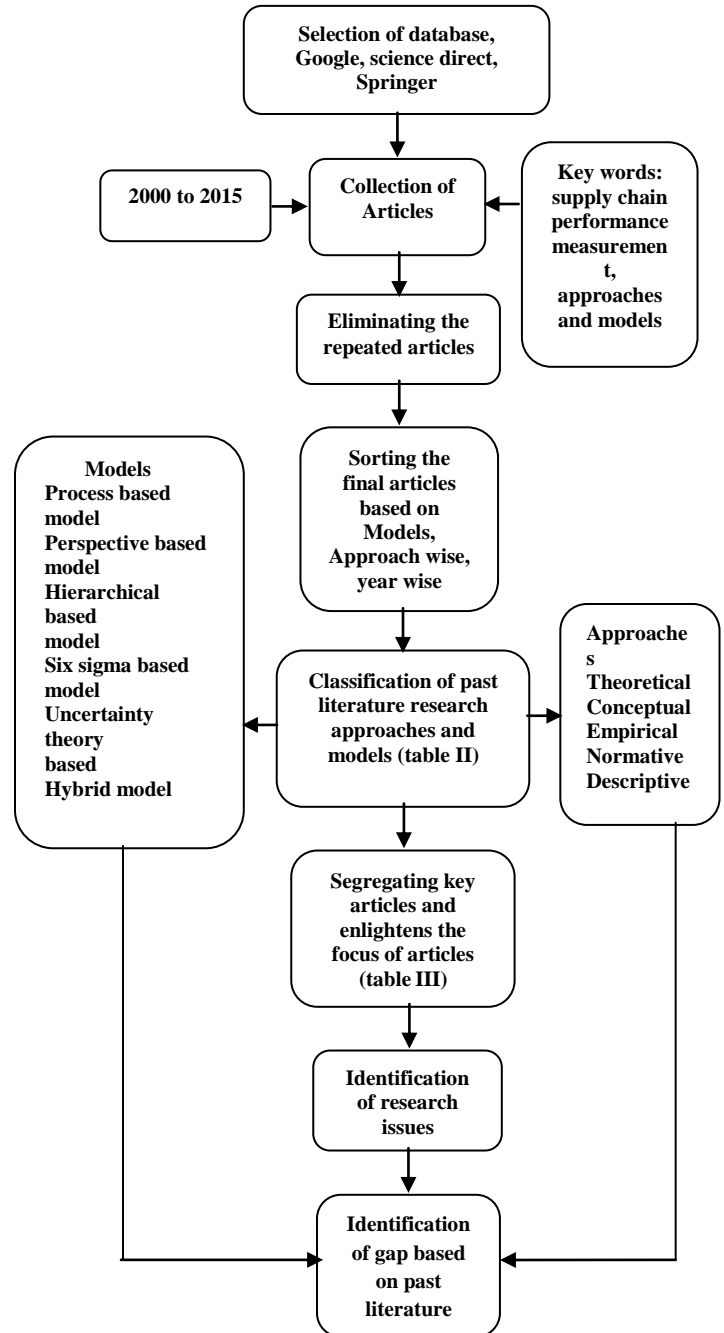 Selection of database,
Google, science direct,
Springer
2000 to 2015
Collection of
Articles
Key words:
supply chain
performance
measuremen
t,
approaches
and models
Eliminating the
repeated articles
Sorting the
final articles
based on
Models,
Approach wise,
year wise
Models
Process based
model
Perspective based
model
Hierarchical
based
model
Six sigma based
model
Uncertainty
theory
based
Hybrid model
Classification of past
literature research
approaches and
models (table II)
Approache
s
Theoretical
Conceptual
Empirical
Normative
Descriptive
Segregating key
articles and
enlightens the
focus of articles
(table III)
Identification
of research
issues
Identification
of gap based
on past
literature